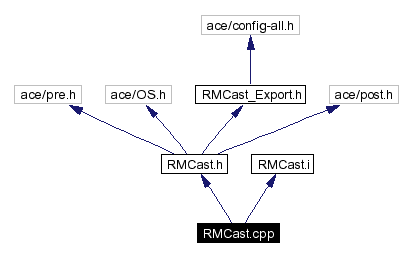 ace/config-all.h
ace/pre.h
ace/OS.h
RMCast_Export.h
ace/post.h
RMCast.h
RMCast.i
RMCast.cpp